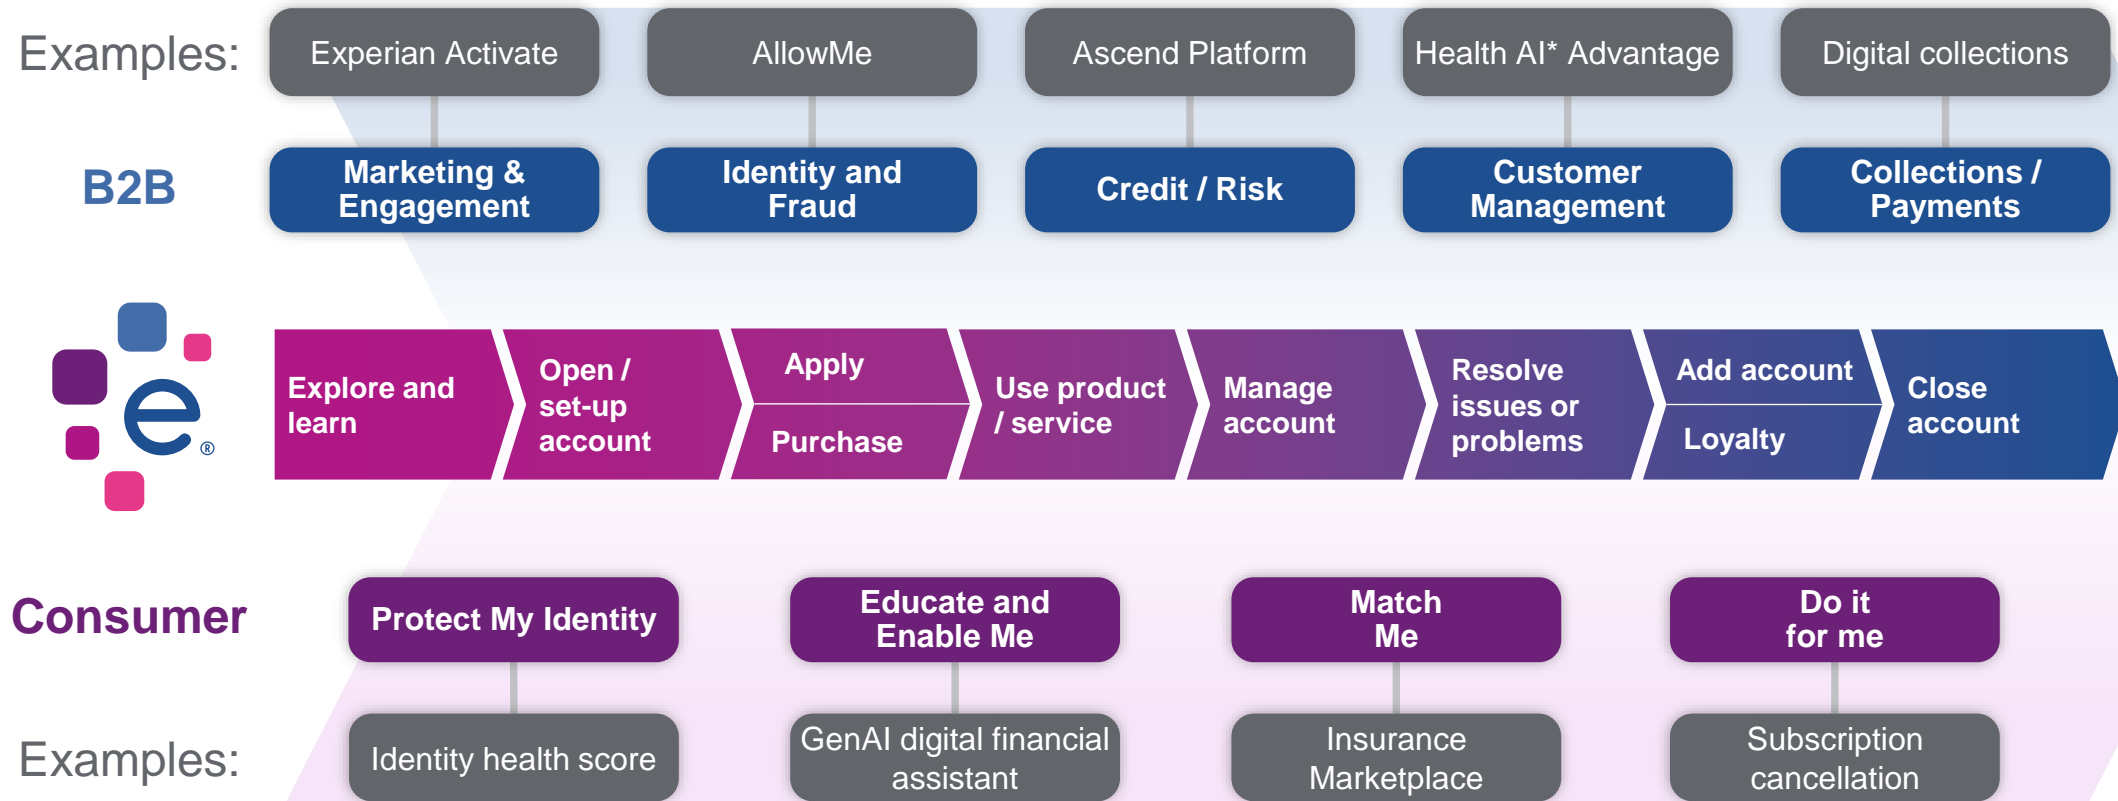 Examples:
Experian Activate
AllowMe
Ascend Platform
Health AI* Advantage
Digital collections
B2B
Marketing &
Engagement
Identity and
Fraud
Credit / Risk
Customer
Management
Collections /
Payments
e®
Explore and
learn
Open /
set-up
account
Apply
Purchase
Use product
/ service
Manage
account
Resolve
issues or
problems
Add account
Loyalty
Close
account
Consumer
Protect My Identity
Educate and
Enable Me
Match
Me
Do it
for me
Examples:
Identity health score
GenAI digital financial
assistant
Insurance
Marketplace
Subscription
cancellation